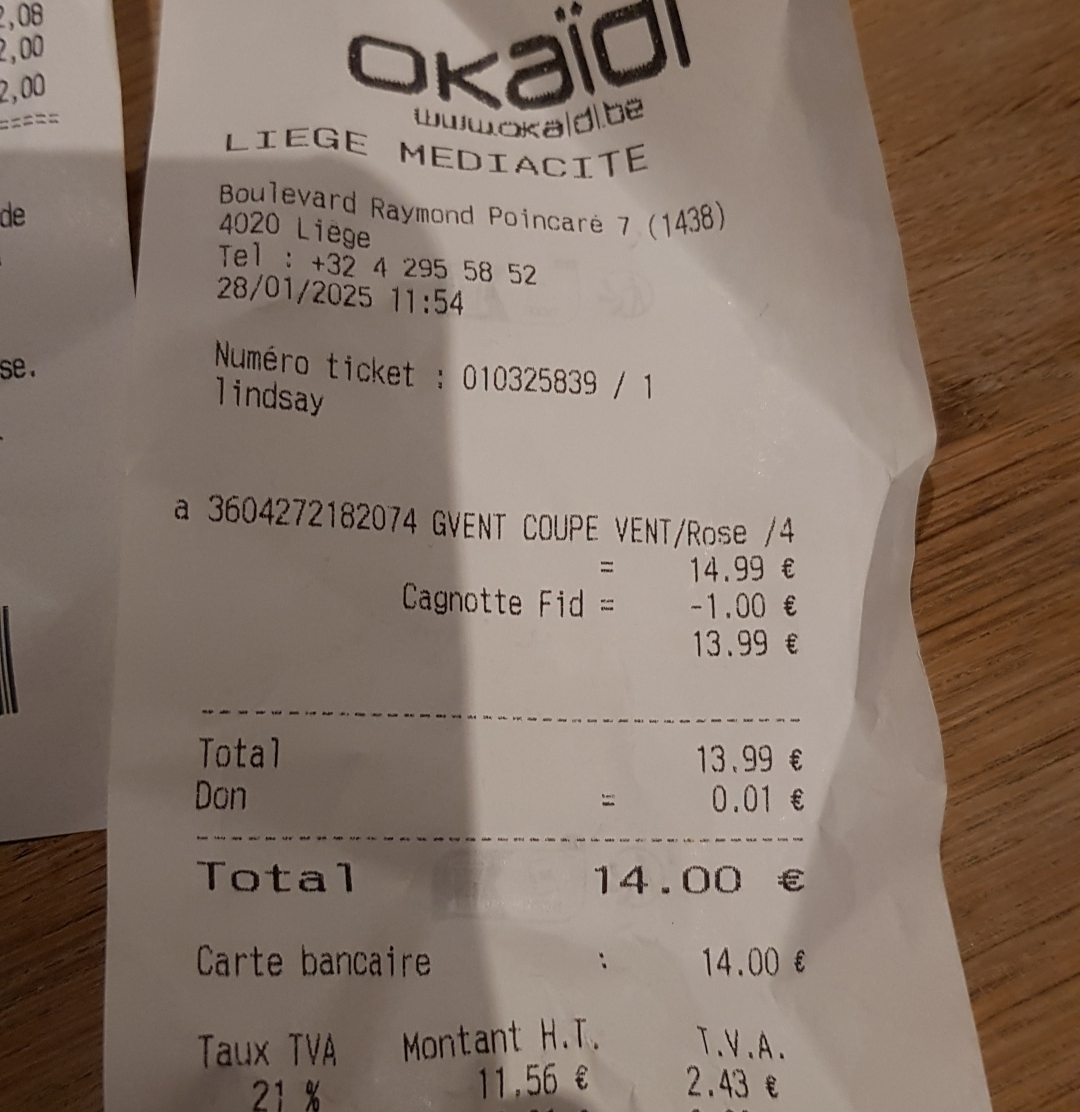 2,08
2,00
2,00
=====
de
se.
okaïdi
www.okaidi.be
LIEGE MEDIACITE
Boulevard Raymond Poincaré 7 (1438)
4020 Liège
Tel : +32 4 295 58 52
28/01/2025 11:54
Numéro ticket : 010325839 / 1
lindsay
a 3604272182074 GVENT COUPE VENT/Rose /4
= 14.99 €
Cagnotte Fid = -1.00 €
13.99 €
Total 13.99 €
Don = 0.01 €
Total 14.00 €
Carte bancaire : 14.00 €
Taux TVA Montant H.T. T.V.A.
21 % 11.56 € 2.43 €